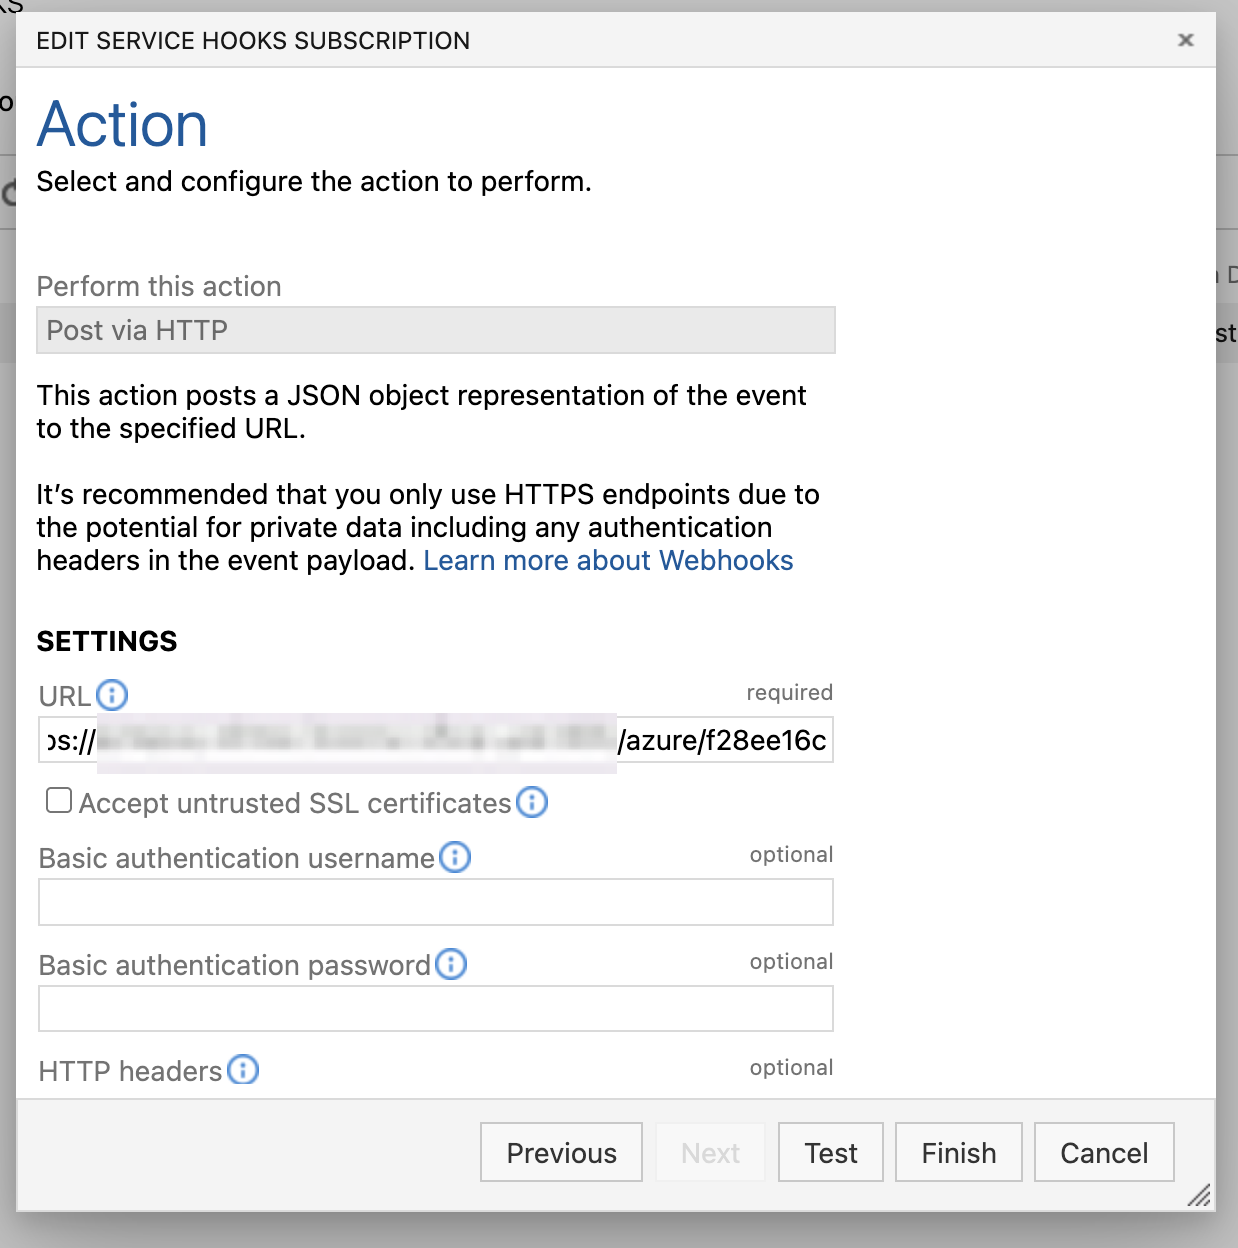 KS
EDIT SERVICE HOOKS SUBSCRIPTION
Action
Select and configure the action to perform.
Perform this action
Post via HTTP
This action posts a JSON object representation of the event
to the specified URL.
It’s recommended that you only use HTTPS endpoints due to
the potential for private data including any authentication
headers in the event payload. Learn more about Webhooks
SETTINGS
URL required
ps:// /azure/f28ee16c
Accept untrusted SSL certificates
Basic authentication username optional
Basic authentication password optional
HTTP headers optional
Previous Next Test Finish Cancel